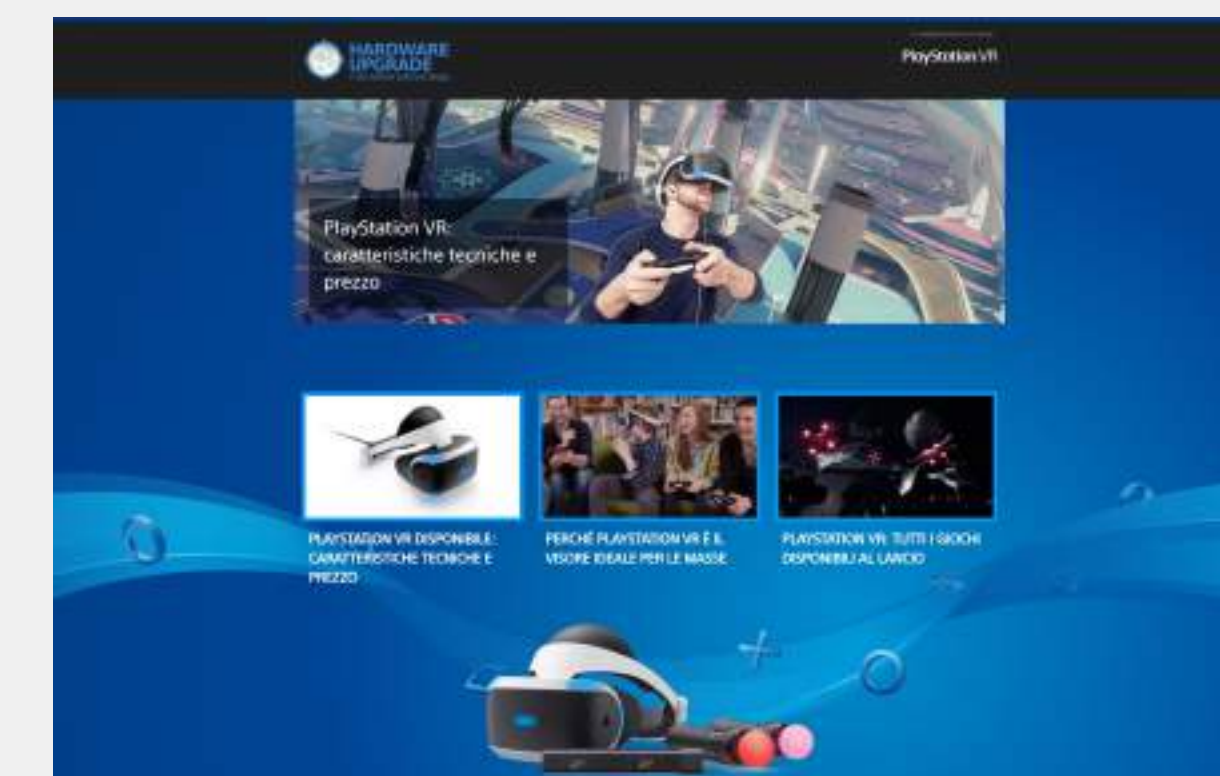 HARDWARE
UPGRADE
PlayStation VR
PlayStation VR:
caratteristiche tecniche e
prezzo
PLAYSTATION VR DISPONIBILE:
CARATTERISTICHE TECNICHE E
PREZZO
PERCHÉ PLAYSTATION VR È IL
VISORE IDEALE PER LE MASSE
PLAYSTATION VR: TUTTI I GIOCHI
DISPONIBILI AL LANCIO